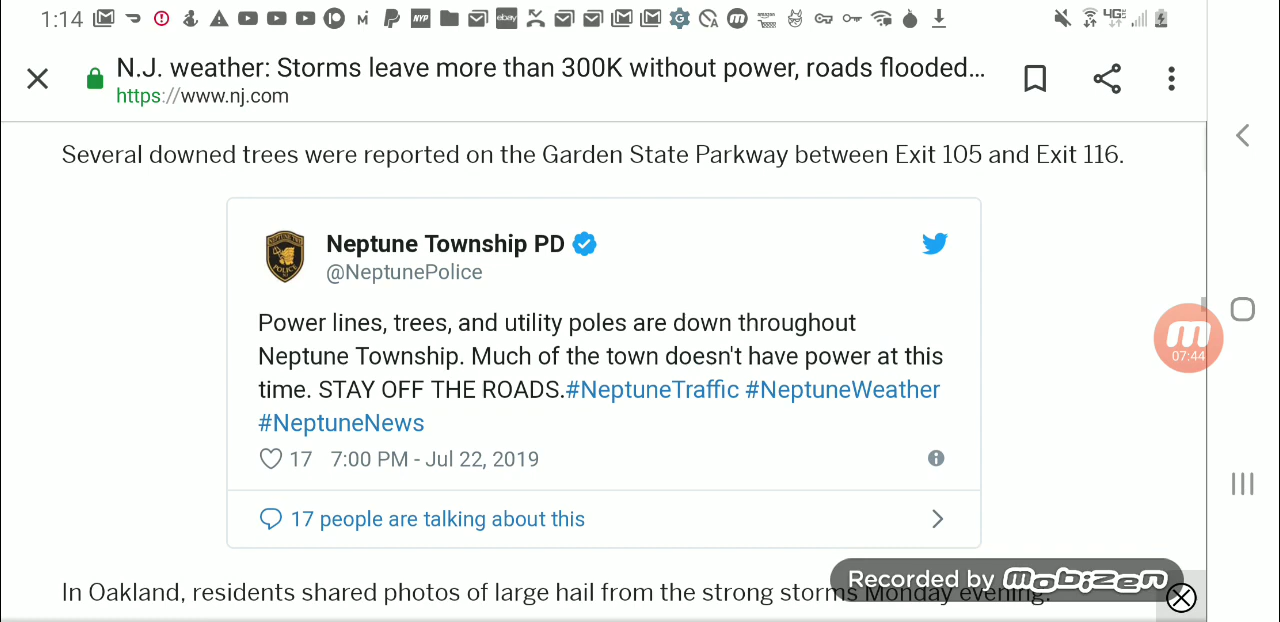 1:14
N.J. weather: Storms leave more than 300K without power, roads flooded...
https://www.nj.com
Several downed trees were reported on the Garden State Parkway between Exit 105 and Exit 116.
Neptune Township PD
@NeptunePolice
Power lines, trees, and utility poles are down throughout
Neptune Township. Much of the town doesn't have power at this
time. STAY OFF THE ROADS.#NeptuneTraffic #NeptuneWeather
#NeptuneNews
17 7:00 PM - Jul 22, 2019
17 people are talking about this
07:44
In Oakland, residents shared photos of large hail from the strong storms Monday evening.
Recorded by mobizen